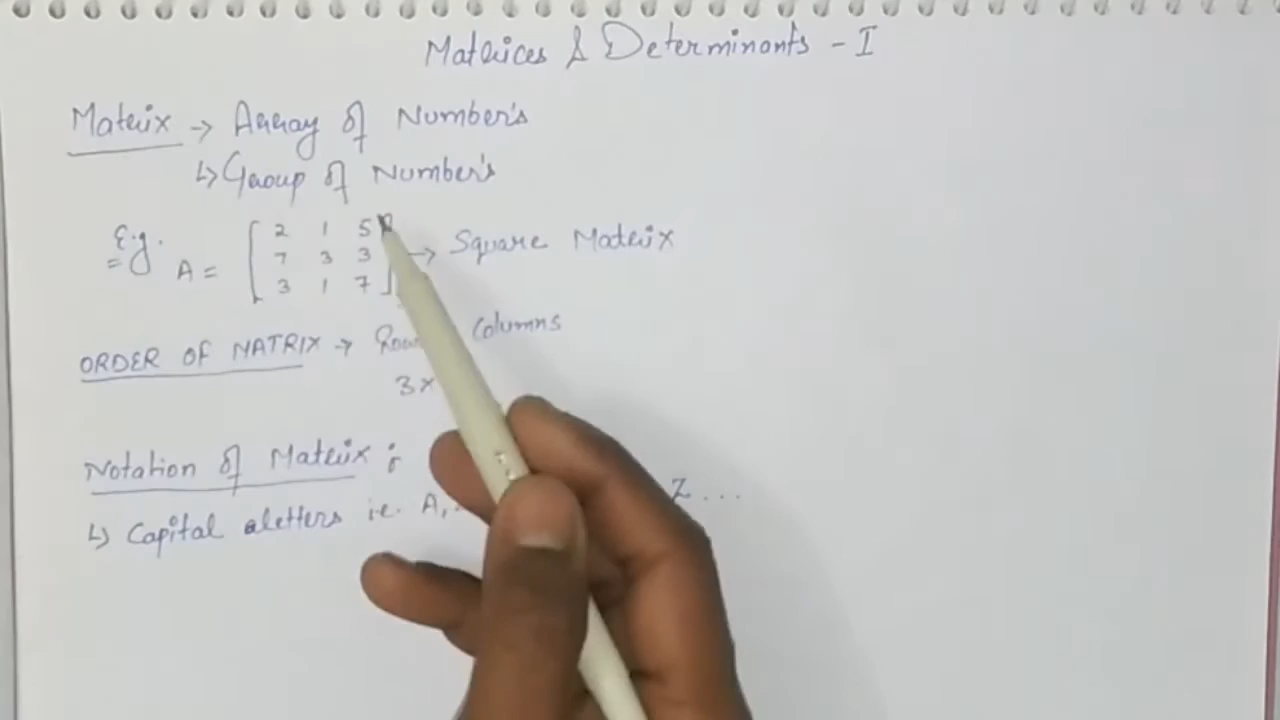 Matrices & Determinants - I
Matrix → Array of Number's
↳ Group of Number's
E.g. A = [ 2 1 5
7 3 3
3 1 7 ] → Square Matrix
ORDER OF MATRIX → Columns
3×
Notation of Matrix :
↳ Capital letters i.e. A, Z ...